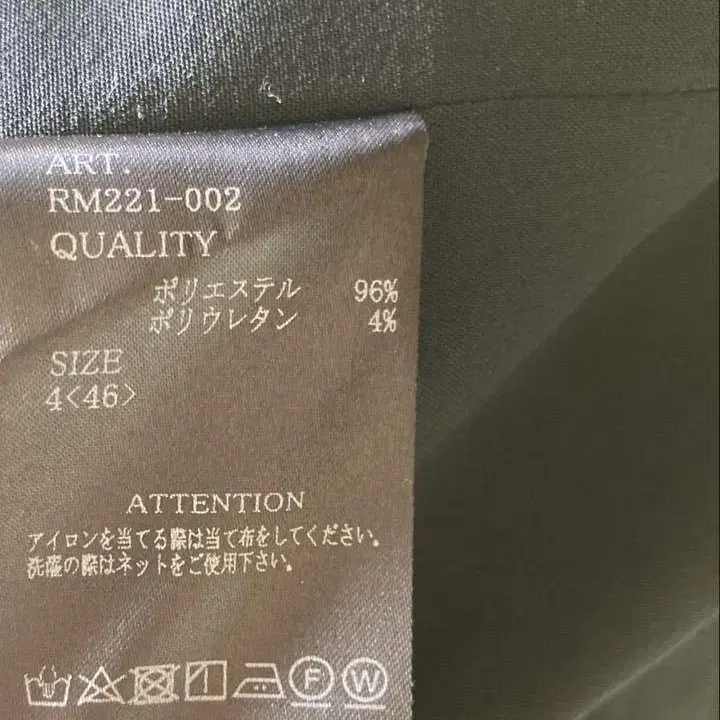 ART.
RM221-002
QUALITY
ポリエステル 96%
ポリウレタン 4%
SIZE
4<46>
ATTENTION
アイロンを当てる際は当て布をしてください。
洗濯の際はネットをご使用下さい。
F W